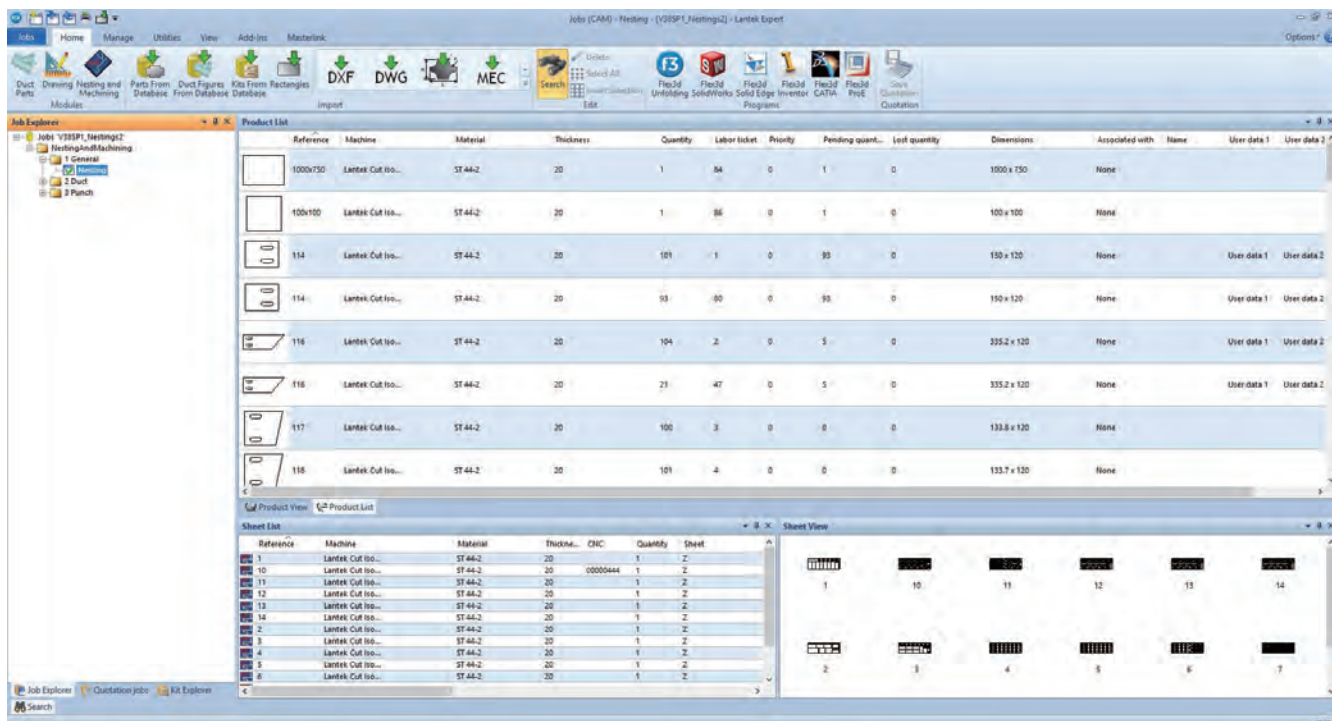 Jobs (CAM) - Nesting - [V38SP1_Nestings2] - Lantek Expert
Jobs Home Manage Utilities View Add-Ins Masterlink Options
Duct Parts Drawing Nesting and Machining Parts From Database Duct Figures From Database Kits From Database Rectangles DXF DWG MEC Search Delete Select All Flex3d Unfolding Flex3d SolidWorks Flex3d Solid Edge Flex3d Inventor Flex3d CATIA Flex3d ProE Save Quotation
Modules Import Edit Programs Quotation
Job Explorer
Jobs 'V38SP1_Nestings2'
NestingAndMachining
1 General
Nesting
2 Duct
3 Punch
Product List
Reference Machine Material Thickness Quantity Labor ticket Priority Pending quant... Lost quantity Dimensions Associated with Name User data 1 User data 2
1000x750 Lantek Cut Iso... ST 44-2 20 1 84 0 1 0 1000 x 750 None
100x100 Lantek Cut Iso... ST 44-2 20 1 86 0 1 0 100 x 100 None
114 Lantek Cut Iso... ST 44-2 20 101 1 0 93 0 150 x 120 None User data 1 User data 2
114 Lantek Cut Iso... ST 44-2 20 93 80 0 93 0 150 x 120 None User data 1 User data 2
116 Lantek Cut Iso... ST 44-2 20 104 2 0 5 0 335.2 x 120 None User data 1 User data 2
116 Lantek Cut Iso... ST 44-2 20 21 47 0 5 0 335.2 x 120 None User data 1 User data 2
117 Lantek Cut Iso... ST 44-2 20 100 3 0 0 0 133.8 x 120 None
118 Lantek Cut Iso... ST 44-2 20 101 4 0 0 0 133.7 x 120 None
Product View Product List
Sheet List
Reference Machine Material Thickne... CNC Quantity Sheet
1 Lantek Cut Iso... ST 44-2 20 1 Z
10 Lantek Cut Iso... ST 44-2 20 00000444 1 Z
11 Lantek Cut Iso... ST 44-2 20 1 Z
12 Lantek Cut Iso... ST 44-2 20 1 Z
13 Lantek Cut Iso... ST 44-2 20 1 Z
14 Lantek Cut Iso... ST 44-2 20 1 Z
2 Lantek Cut Iso... ST 44-2 20 1 Z
3 Lantek Cut Iso... ST 44-2 20 1 Z
4 Lantek Cut Iso... ST 44-2 20 1 Z
5 Lantek Cut Iso... ST 44-2 20 1 Z
6 Lantek Cut Iso... ST 44-2 20 1 Z
Sheet View
1 10 11 12 13 14
2 3 4 5 6 7
Job Explorer Quotation jobs Kit Explorer
Search